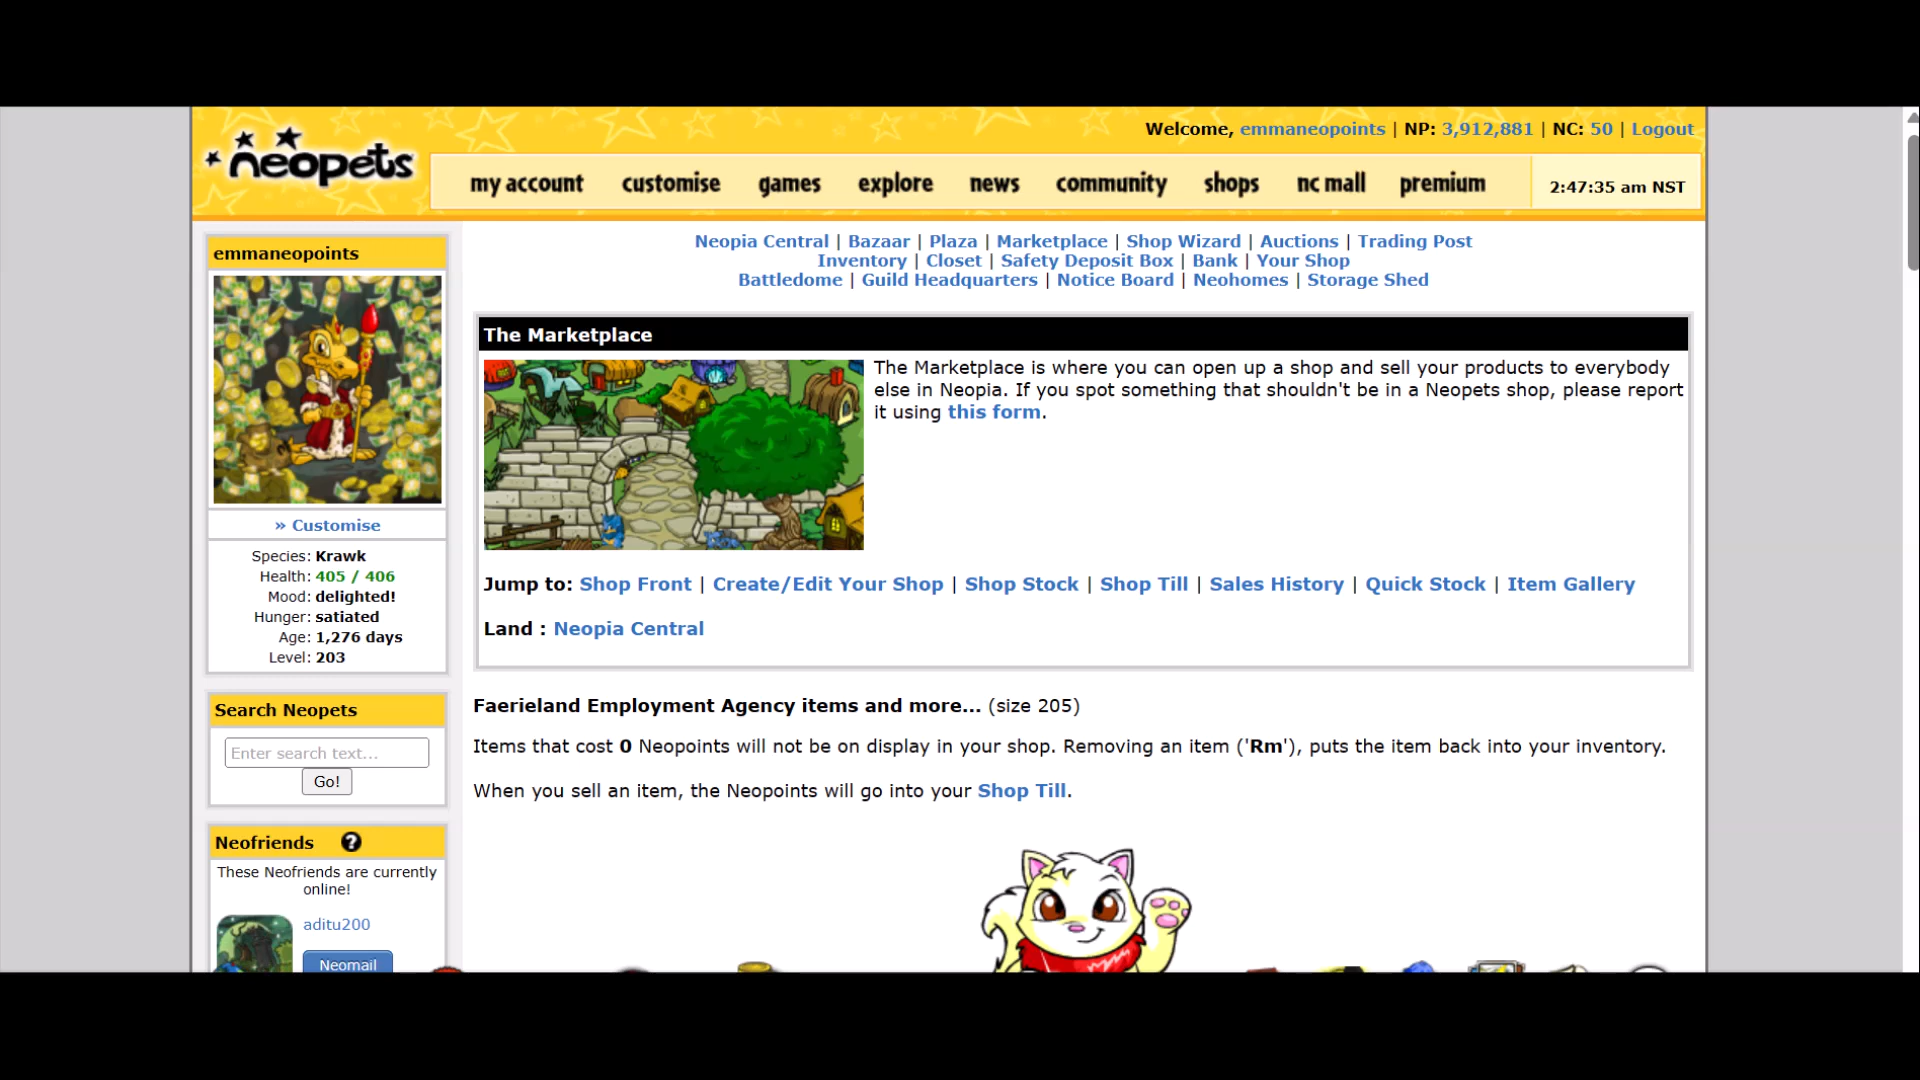 neopets
Welcome, emmaneopoints | NP: 3,912,881 | NC: 50 | Logout
my account customise games explore news community shops nc mall premium 2:47:35 am NST
emmaneopoints
» Customise
Species: Krawk
Health: 405 / 406
Mood: delighted!
Hunger: satiated
Age: 1,276 days
Level: 203
Search Neopets
Enter search text...
Go!
Neofriends ?
These Neofriends are currently
online!
aditu200
Neomail
Neopia Central | Bazaar | Plaza | Marketplace | Shop Wizard | Auctions | Trading Post
Inventory | Closet | Safety Deposit Box | Bank | Your Shop
Battledome | Guild Headquarters | Notice Board | Neohomes | Storage Shed
The Marketplace
The Marketplace is where you can open up a shop and sell your products to everybody
else in Neopia. If you spot something that shouldn't be in a Neopets shop, please report
it using this form.
Jump to: Shop Front | Create/Edit Your Shop | Shop Stock | Shop Till | Sales History | Quick Stock | Item Gallery
Land : Neopia Central
Faerieland Employment Agency items and more... (size 205)
Items that cost 0 Neopoints will not be on display in your shop. Removing an item ('Rm'), puts the item back into your inventory.
When you sell an item, the Neopoints will go into your Shop Till.